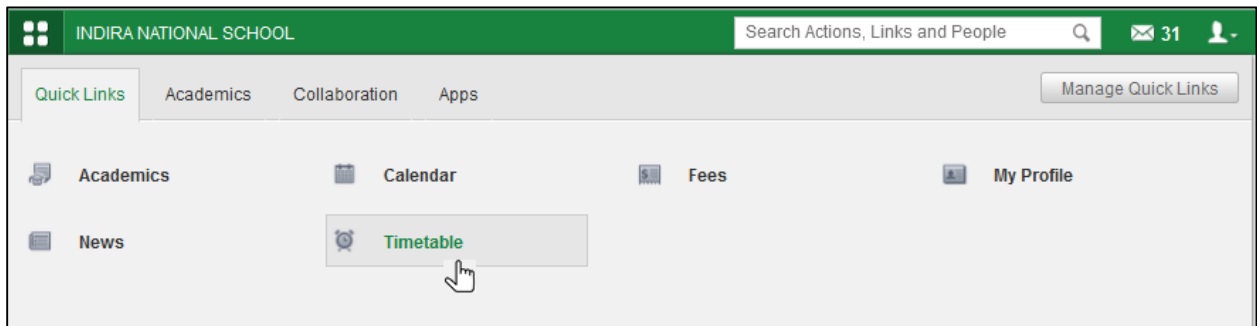 INDIRA NATIONAL SCHOOL Search Actions, Links and People 31
Quick Links Academics Collaboration Apps Manage Quick Links
Academics Calendar Fees My Profile
News Timetable